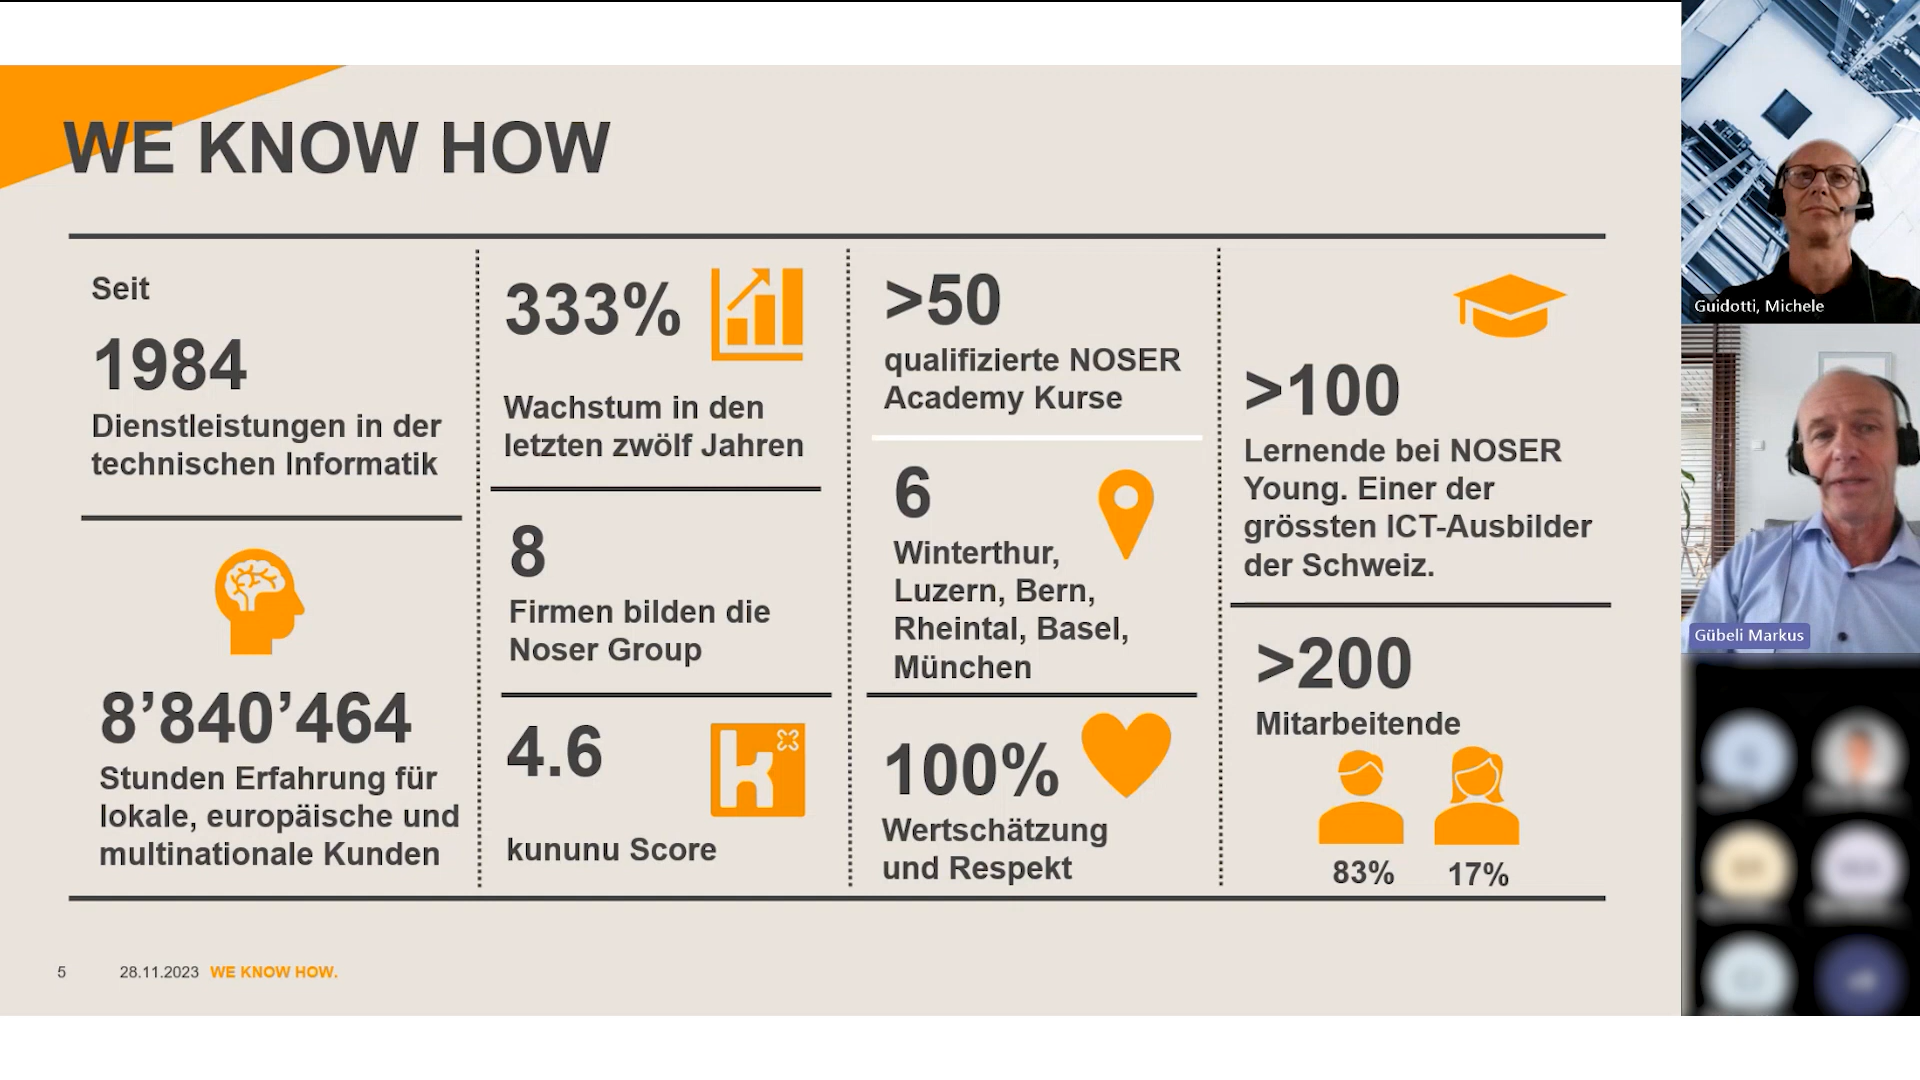 WE KNOW HOW
Seit
1984
Dienstleistungen in der
technischen Informatik
8’840’464
Stunden Erfahrung für
lokale, europäische und
multinationale Kunden
333%
Wachstum in den
letzten zwölf Jahren
8
Firmen bilden die
Noser Group
4.6
k
kununu Score
>50
qualifizierte NOSER
Academy Kurse
6
Winterthur,
Luzern, Bern,
Rheintal, Basel,
München
100%
Wertschätzung
und Respekt
>100
Lernende bei NOSER
Young. Einer der
grössten ICT-Ausbilder
der Schweiz.
>200
Mitarbeitende
83% 17%
5 28.11.2023 WE KNOW HOW.
Guidotti, Michele
Gübeli Markus